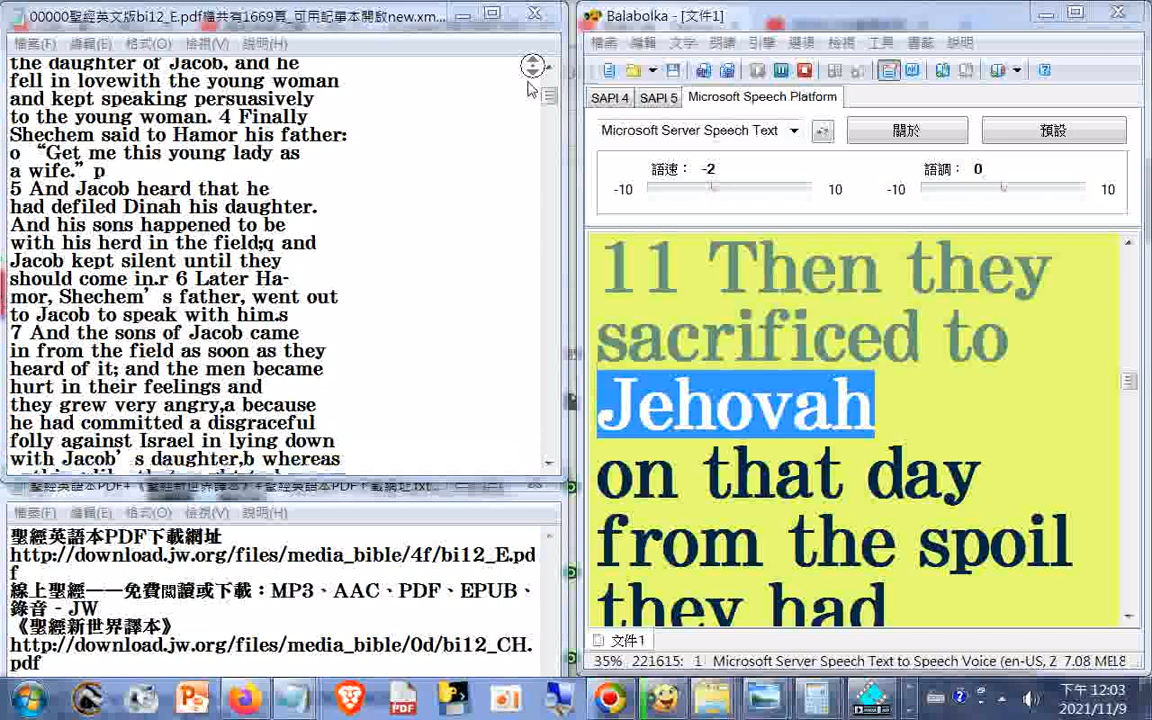 00000聖經英文版bi12_E.pdf檔共有1669頁_可用記事本開啟new.xm...
檔案(F) 編輯(E) 格式(O) 檢視(V) 說明(H)
the daughter of Jacob, and he
fell in lovewith the young woman
and kept speaking persuasively
to the young woman. 4 Finally
Shechem said to Hamor his father:
o “Get me this young lady as
a wife.” p
5 And Jacob heard that he
had defiled Dinah his daughter.
And his sons happened to be
with his herd in the field;q and
Jacob kept silent until they
should come in.r 6 Later Ha-
mor, Shechem’s father, went out
to Jacob to speak with him.s
7 And the sons of Jacob came
in from the field as soon as they
heard of it; and the men became
hurt in their feelings and
they grew very angry,a because
he had committed a disgraceful
folly against Israel in lying down
with Jacob’s daughter,b whereas
檔案(F) 編輯(E) 格式(O) 檢視(V) 說明(H)
聖經英語本PDF下載網址
http://download.jw.org/files/media_bible/4f/bi12_E.pd
f
線上聖經——免費閱讀或下載：MP3、AAC、PDF、EPUB、
錄音 - JW
《聖經新世界譯本》
http://download.jw.org/files/media_bible/0d/bi12_CH.
pdf
Balabolka - [文件1]
檔案 編輯 文字 朗讀 引擎 選項 檢視 工具 書籤 說明
SAPI 4 SAPI 5 Microsoft Speech Platform
Microsoft Server Speech Text 關於 預設
語速： -2 語調： 0
-10 10 -10 10
11 Then they
sacrificed to
Jehovah
on that day
from the spoil
they had
文件1
35% 221615: 1 Microsoft Server Speech Text to Speech Voice (en-US, Z 7.08 MEL8
PDF
下午 12:03
2021/11/9